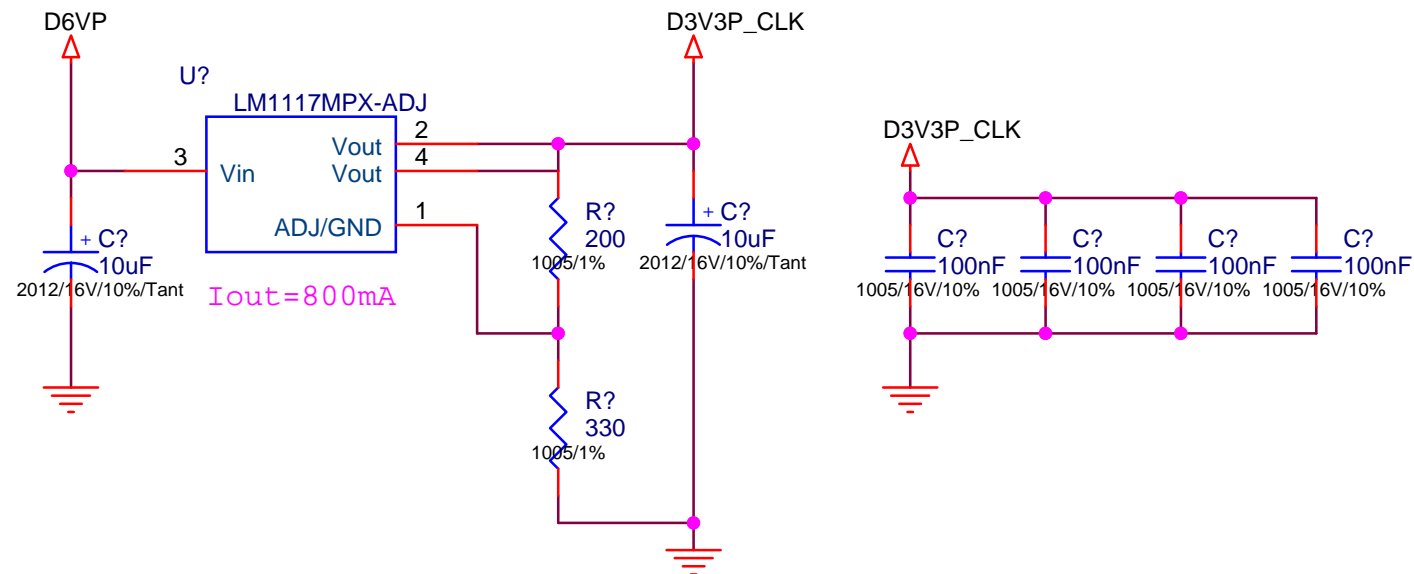 D6VP
D3V3P_CLK
U?
LM1117MPX-ADJ
D3V3P_CLK
3
Vin
Vout
2
Vout
4
ADJ/GND
1
+ C?
10uF
2012/16V/10%/Tant
Iout=800mA
R?
200
1005/1%
+ C?
10uF
2012/16V/10%/Tant
R?
330
1005/1%
C?
100nF
1005/16V/10%
C?
100nF
1005/16V/10%
C?
100nF
1005/16V/10%
C?
100nF
1005/16V/10%